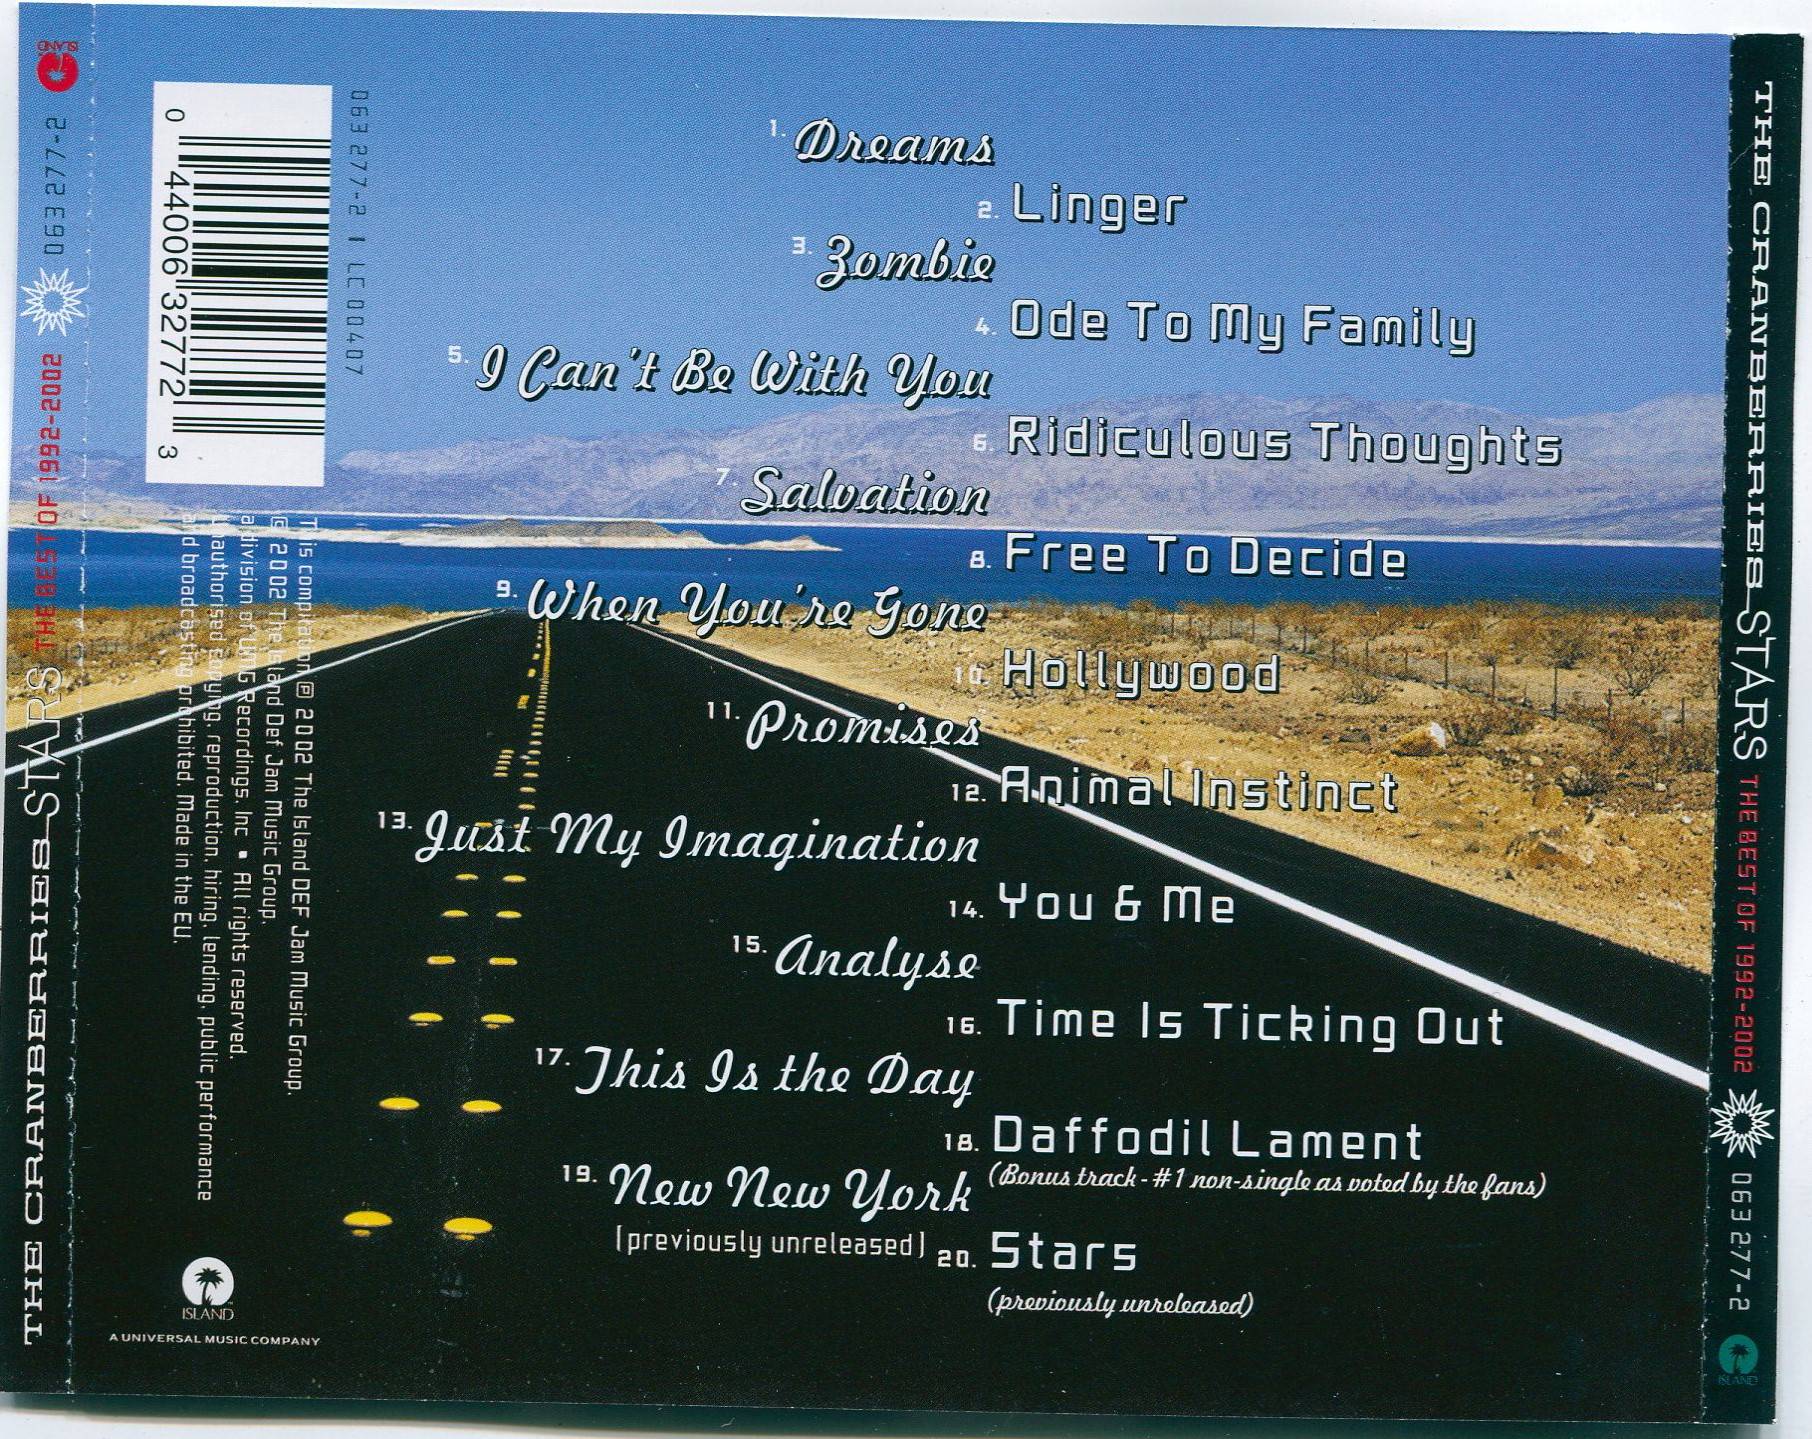 1. Dreams
2. Linger
3. Zombie
4. Ode To My Family
5. I Can't Be With You
6. Ridiculous Thoughts
7. Salvation
8. Free To Decide
9. When You're Gone
10. Hollywood
11. Promises
12. Animal Instinct
13. Just My Imagination
14. You & Me
15. Analyse
16. Time Is Ticking Out
17. This Is the Day
18. Daffodil Lament
(Bonus track - #1 non-single as voted by the fans)
19. New New York
(previously unreleased)
20. Stars
(previously unreleased)
063 277-2 | LC 00407
0 44006 32772 3
This compilation ℗ 2002 The Island DEF Jam Music Group.
© 2002 The Island Def Jam Music Group.
a division of UMG Recordings, Inc ▪ All rights reserved.
Unauthorised copying, reproduction, hiring, lending, public performance
and broadcasting prohibited. Made in the EU.
ISLAND™
A UNIVERSAL MUSIC COMPANY
THE CRANBERRIES STARS THE BEST OF 1992-2002 063 277-2 ISLAND
THE CRANBERRIES STARS THE BEST OF 1992-2002 063 277-2 ISLAND